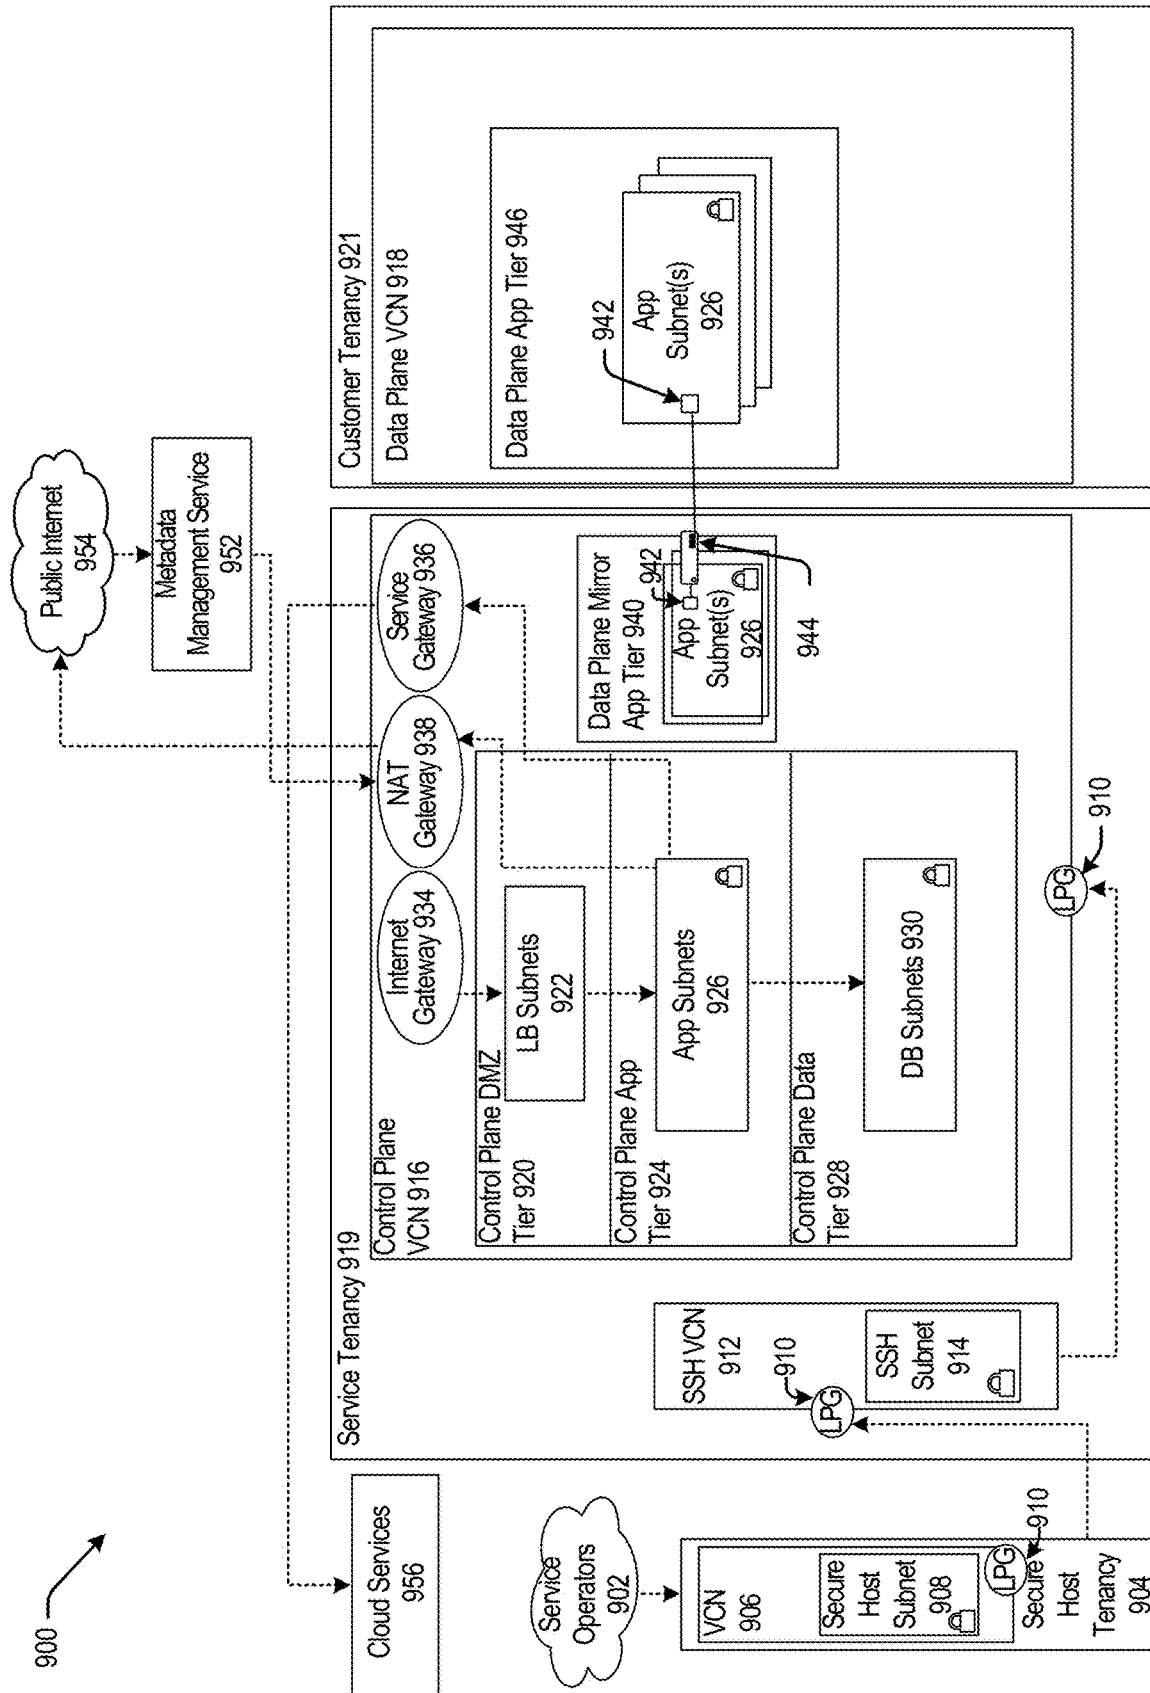 900
Cloud Services
956
Service
Operators
902
VCN
906
Secure
Host
Subnet
908
LPG
910
Secure
Host
Tenancy
904
Service Tenancy 919
SSH VCN
912
910
LPG
SSH
Subnet
914
Control Plane
VCN 916
Internet
Gateway 934
NAT
Gateway 938
Service
Gateway 936
Control Plane DMZ
Tier 920
LB Subnets
922
Control Plane App
Tier 924
App Subnets
926
Control Plane Data
Tier 928
DB Subnets 930
LPG
910
Data Plane Mirror
App Tier 940
942
App
Subnet(s)
926
944
Public Internet
954
Metadata
Management Service
952
Customer Tenancy 921
Data Plane VCN 918
Data Plane App Tier 946
942
App
Subnet(s)
926